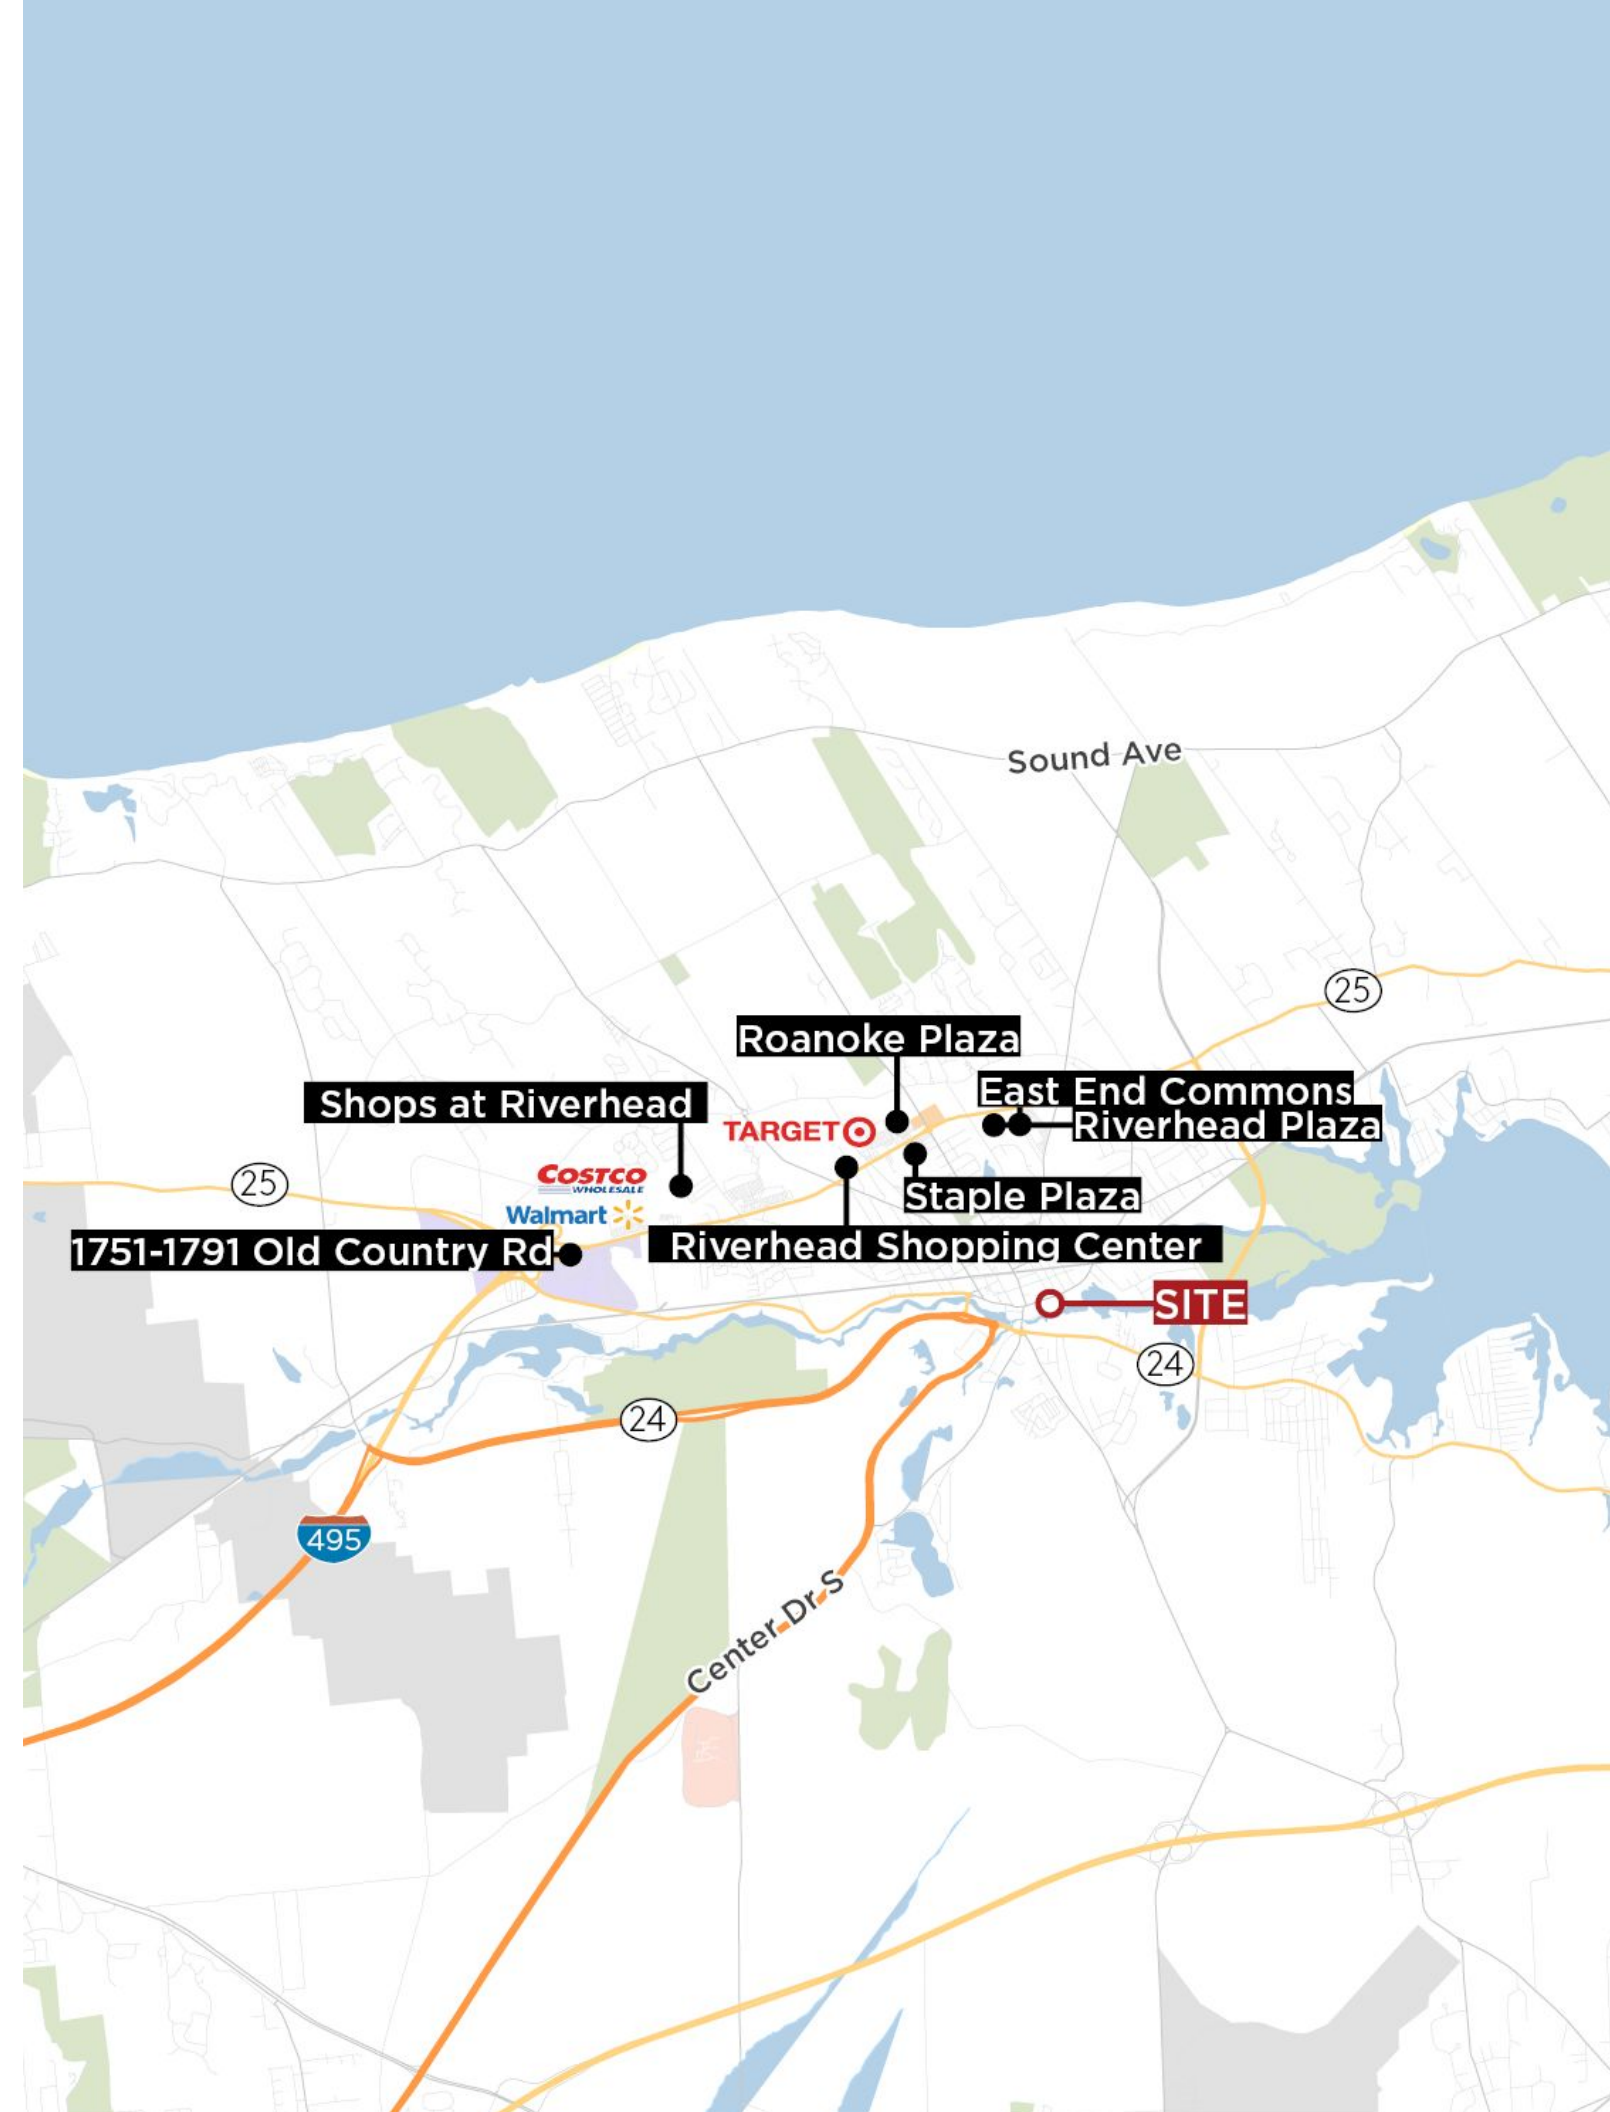 Sound Ave
25
Roanoke Plaza
East End Commons
Shops at Riverhead
Riverhead Plaza
TARGET
COSTCO
WHOLESALE
25
Staple Plaza
Walmart
Riverhead Shopping Center
1751-1791 Old Country Rd
SITE
24
24
495
Center Dr S